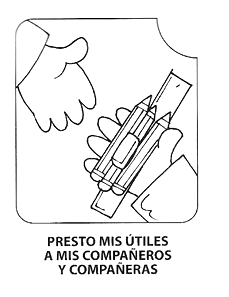 PRESTO MIS ÚTILES
A MIS COMPAÑEROS
Y COMPAÑERAS